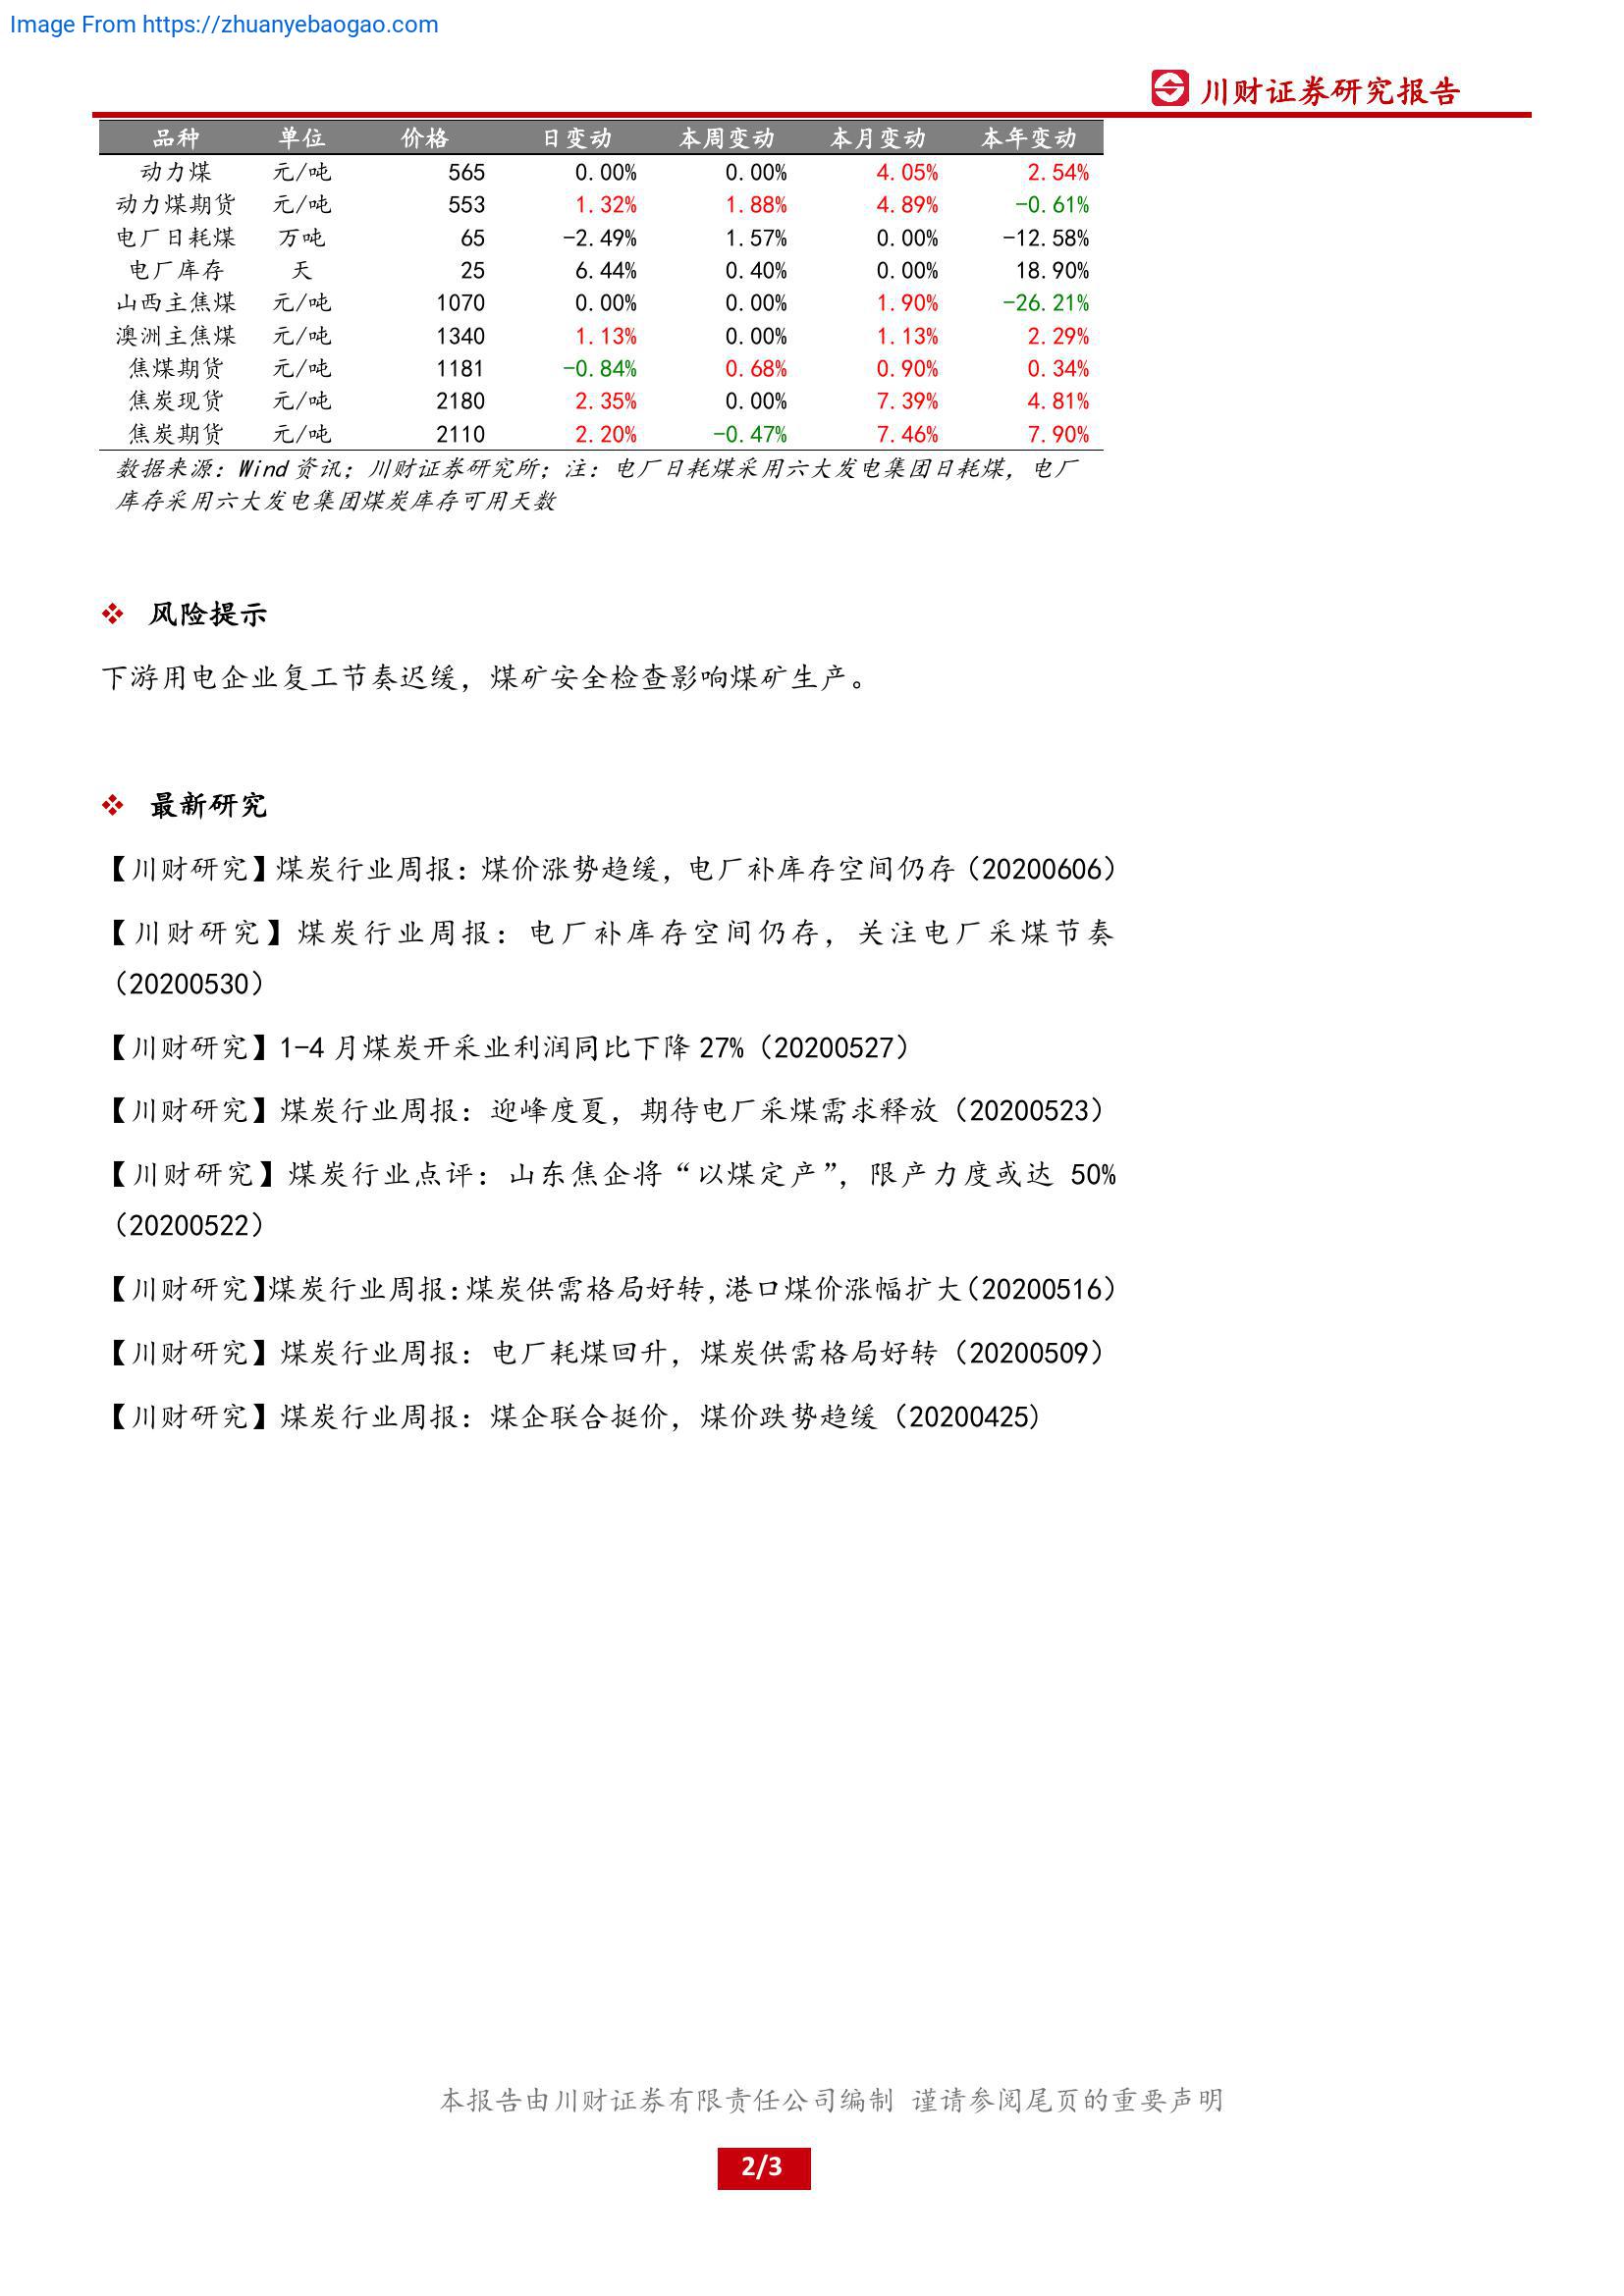 Image From https://zhuanyebaogao.com
川财证券研究报告
品种 单位 价格 日变动 本周变动 本月变动 本年变动
动力煤 元/吨 565 0.00% 0.00% 4.05% 2.54%
动力煤期货 元/吨 553 1.32% 1.88% 4.89% -0.61%
电厂日耗煤 万吨 65 -2.49% 1.57% 0.00% -12.58%
电厂库存 天 25 6.44% 0.40% 0.00% 18.90%
山西主焦煤 元/吨 1070 0.00% 0.00% 1.90% -26.21%
澳洲主焦煤 元/吨 1340 1.13% 0.00% 1.13% 2.29%
焦煤期货 元/吨 1181 -0.84% 0.68% 0.90% 0.34%
焦炭现货 元/吨 2180 2.35% 0.00% 7.39% 4.81%
焦炭期货 元/吨 2110 2.20% -0.47% 7.46% 7.90%
数据来源：Wind 资讯；川财证券研究所；注：电厂日耗煤采用六大发电集团日耗煤，电厂
库存采用六大发电集团煤炭库存可用天数
风险提示
下游用电企业复工节奏迟缓，煤矿安全检查影响煤矿生产。
最新研究
【川财研究】煤炭行业周报：煤价涨势趋缓，电厂补库存空间仍存（20200606）
【川财研究】煤炭行业周报：电厂补库存空间仍存，关注电厂采煤节奏
（20200530）
【川财研究】1-4 月煤炭开采业利润同比下降 27%（20200527）
【川财研究】煤炭行业周报：迎峰度夏，期待电厂采煤需求释放（20200523）
【川财研究】煤炭行业点评：山东焦企将“以煤定产”，限产力度或达 50%
（20200522）
【川财研究】煤炭行业周报：煤炭供需格局好转，港口煤价涨幅扩大（20200516）
【川财研究】煤炭行业周报：电厂耗煤回升，煤炭供需格局好转（20200509）
【川财研究】煤炭行业周报：煤企联合挺价，煤价跌势趋缓（20200425）
本报告由川财证券有限责任公司编制 谨请参阅尾页的重要声明
2/3